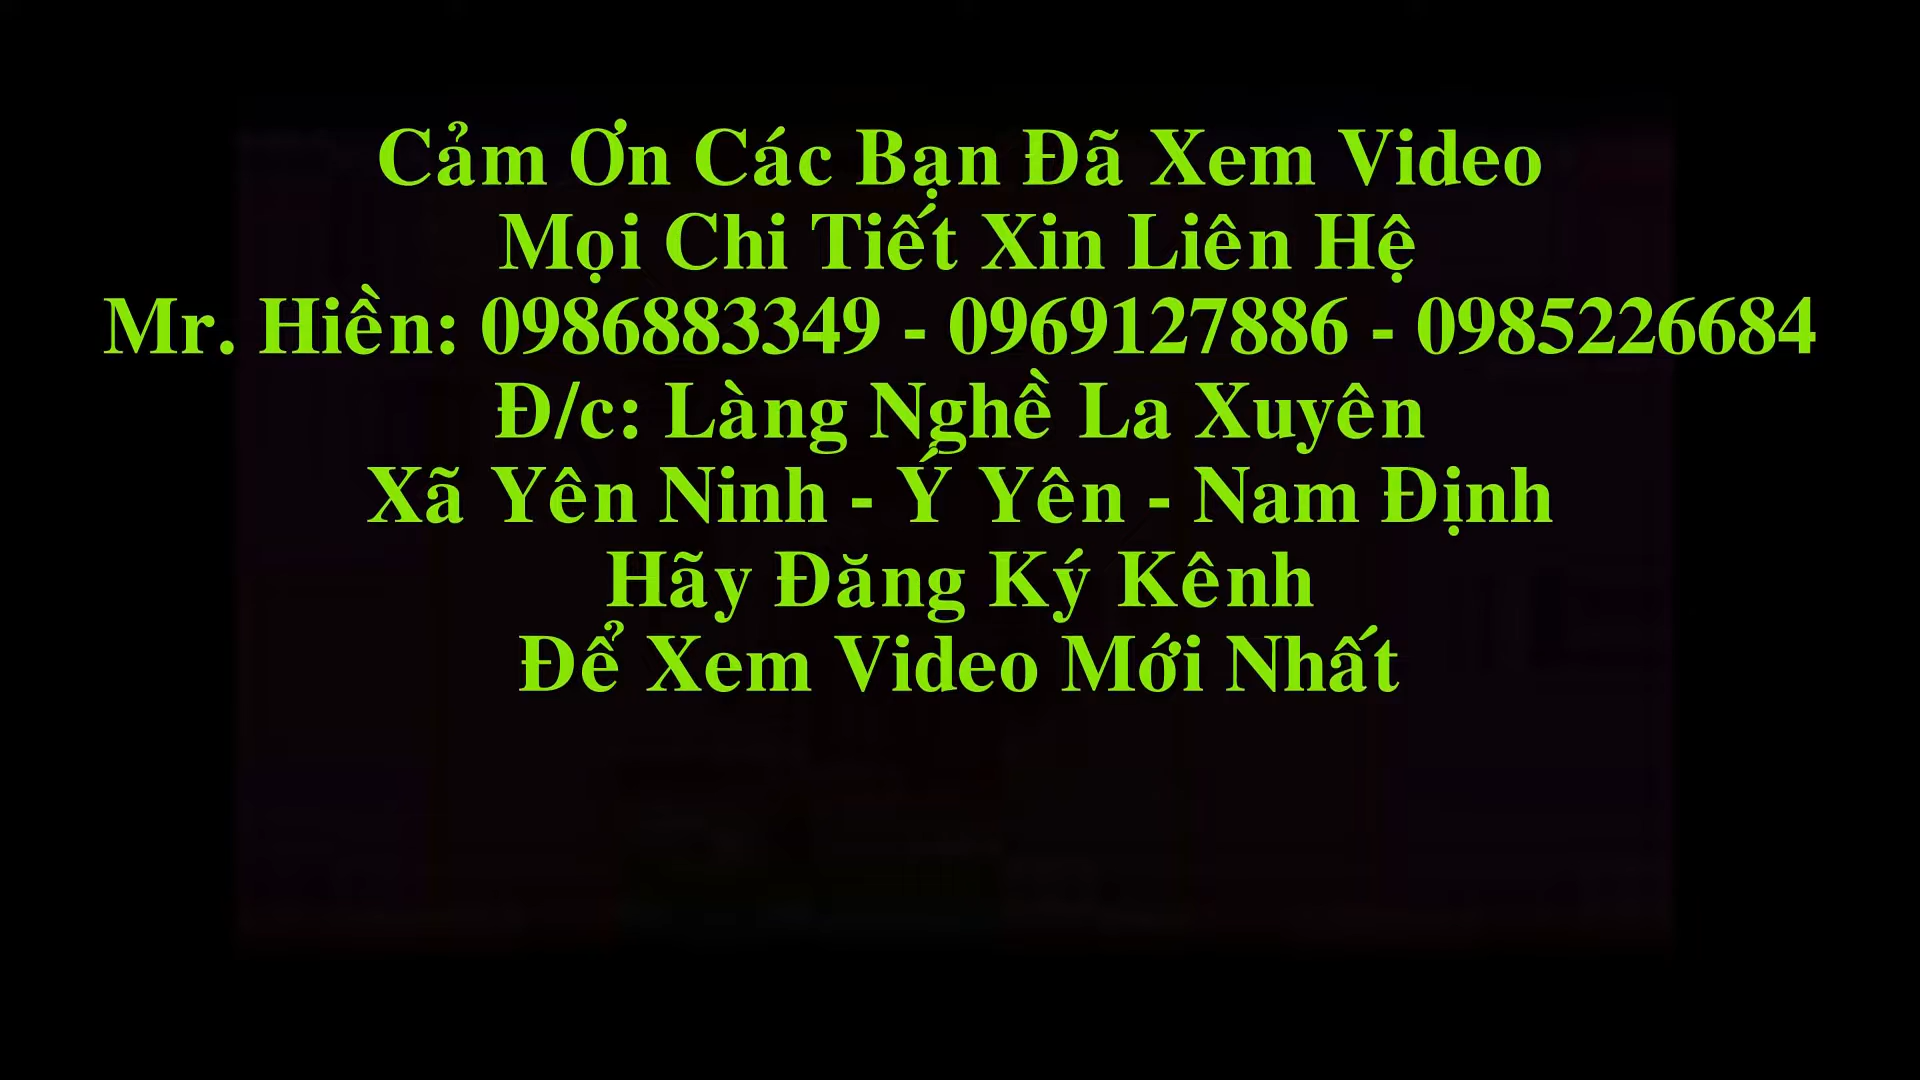 Cảm Ơn Các Bạn Đã Xem Video
Mọi Chi Tiết Xin Liên Hệ
Mr. Hiền: 0986883349 - 0969127886 - 0985226684
Đ/c: Làng Nghề La Xuyên
Xã Yên Ninh - Ý Yên - Nam Định
Hãy Đăng Ký Kênh
Để Xem Video Mới Nhất